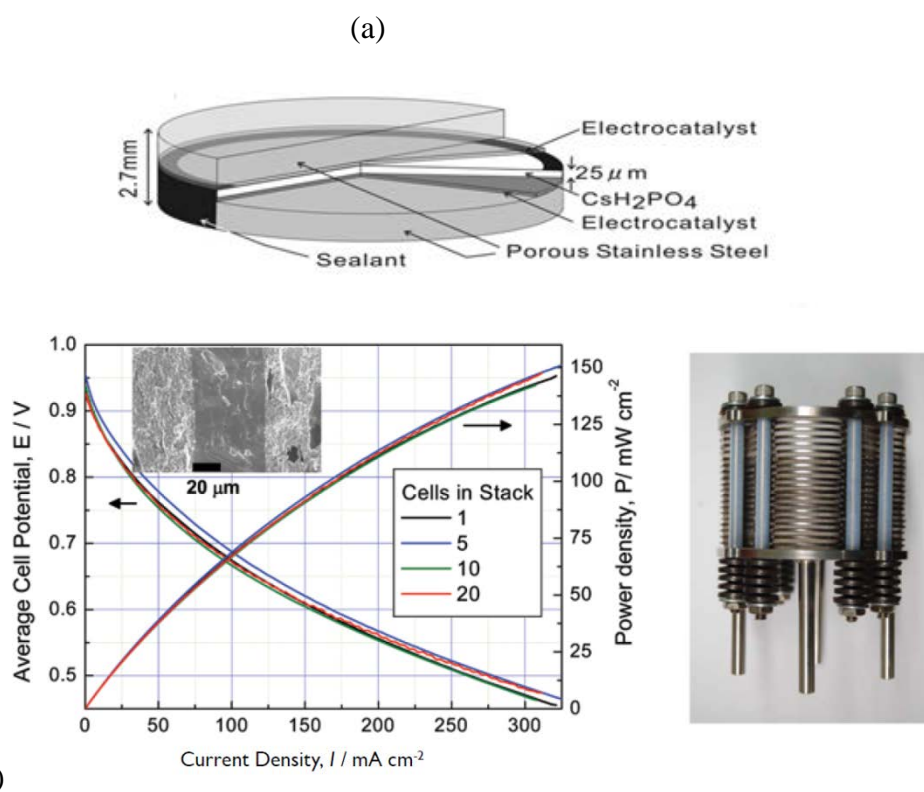 (a)
Electrocatalyst
2.7mm
25 μ m
CsH2PO4
Electrocatalyst
Porous Stainless Steel
Sealant
1.0
0.9
0.8
0.7
0.6
0.5
Average Cell Potential, E / V
20 μm
Cells in Stack
1
5
10
20
150
125
100
75
50
25
0
Power density, P/ mW cm-2
0
50
100
150
200
250
300
Current Density, I / mA cm-2
)